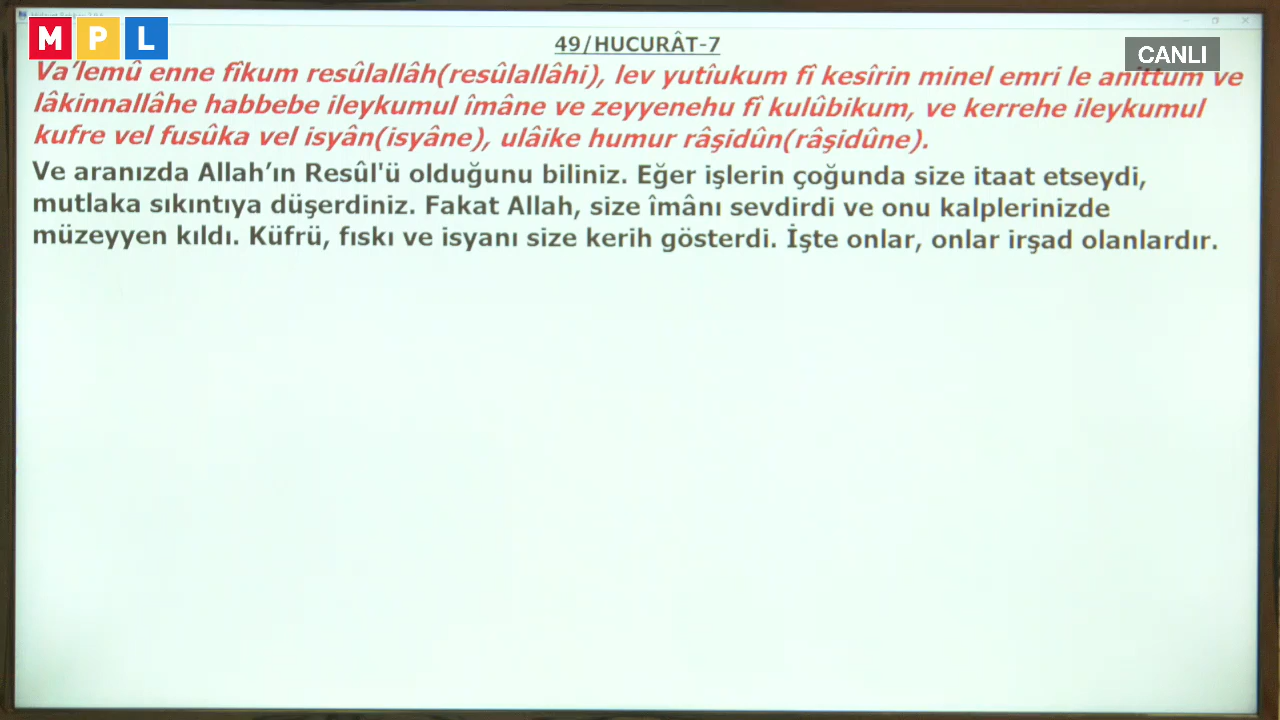 MPL
CANLI
49/HUCURÂT-7
Va’lemû enne fîkum resûlallâh(resûlallâhi), lev yutîukum fî kesîrin minel emri le anittum ve
lâkinnallâhe habbebe ileykumul îmâne ve zeyyenehu fî kulûbikum, ve kerrehe ileykumul
kufre vel fusûka vel isyân(isyâne), ulâike humur râşidûn(râşidûne).
Ve aranızda Allah’ın Resûl'ü olduğunu biliniz. Eğer işlerin çoğunda size itaat etseydi,
mutlaka sıkıntıya düşerdiniz. Fakat Allah, size îmânı sevdirdi ve onu kalplerinizde
müzeyyen kıldı. Küfrü, fıskı ve isyanı size kerih gösterdi. İşte onlar, onlar irşad olanlardır.